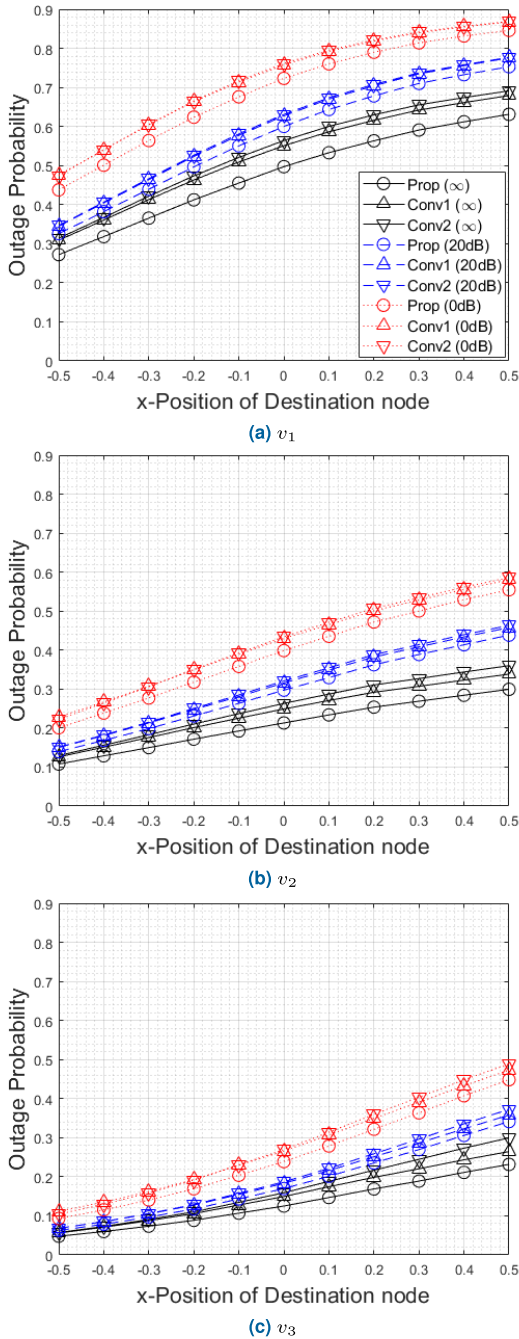 0.9
0.8
0.7
0.6
0.5
0.4
0.3
0.2
0.1
0
Outage Probability
Prop (∞)
Conv1 (∞)
Conv2 (∞)
Prop (20dB)
Conv1 (20dB)
Conv2 (20dB)
Prop (0dB)
Conv1 (0dB)
Conv2 (0dB)
-0.5 -0.4 -0.3 -0.2 -0.1 0 0.1 0.2 0.3 0.4 0.5
x-Position of Destination node
(a) v₁
0.9
0.8
0.7
0.6
0.5
0.4
0.3
0.2
0.1
0
Outage Probability
-0.5 -0.4 -0.3 -0.2 -0.1 0 0.1 0.2 0.3 0.4 0.5
x-Position of Destination node
(b) v₂
0.9
0.8
0.7
0.6
0.5
0.4
0.3
0.2
0.1
0
Outage Probability
-0.5 -0.4 -0.3 -0.2 -0.1 0 0.1 0.2 0.3 0.4 0.5
x-Position of Destination node
(c) v₃